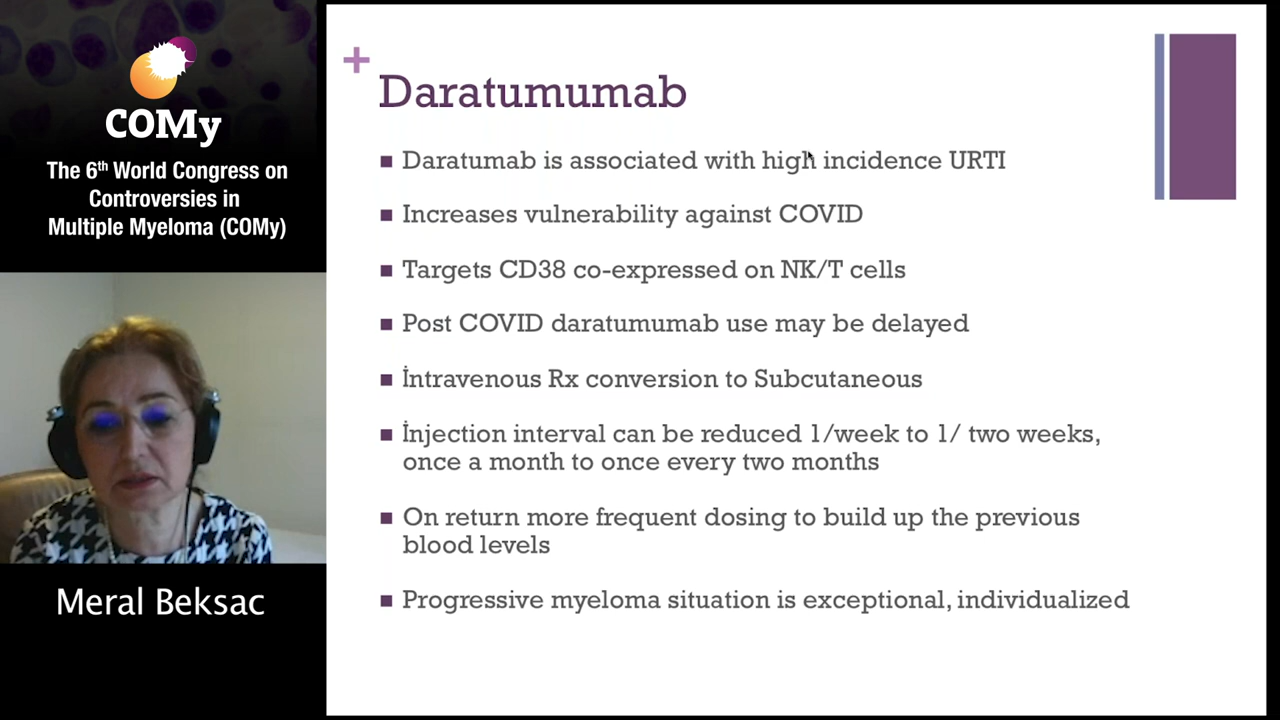 COMy
The 6th World Congress on
Controversies in
Multiple Myeloma (COMy)
Meral Beksac
+
Daratumumab
■ Daratumab is associated with high incidence URTI
■ Increases vulnerability against COVID
■ Targets CD38 co-expressed on NK/T cells
■ Post COVID daratumumab use may be delayed
■ İntravenous Rx conversion to Subcutaneous
■ İnjection interval can be reduced 1/week to 1/ two weeks,
once a month to once every two months
■ On return more frequent dosing to build up the previous
blood levels
■ Progressive myeloma situation is exceptional, individualized